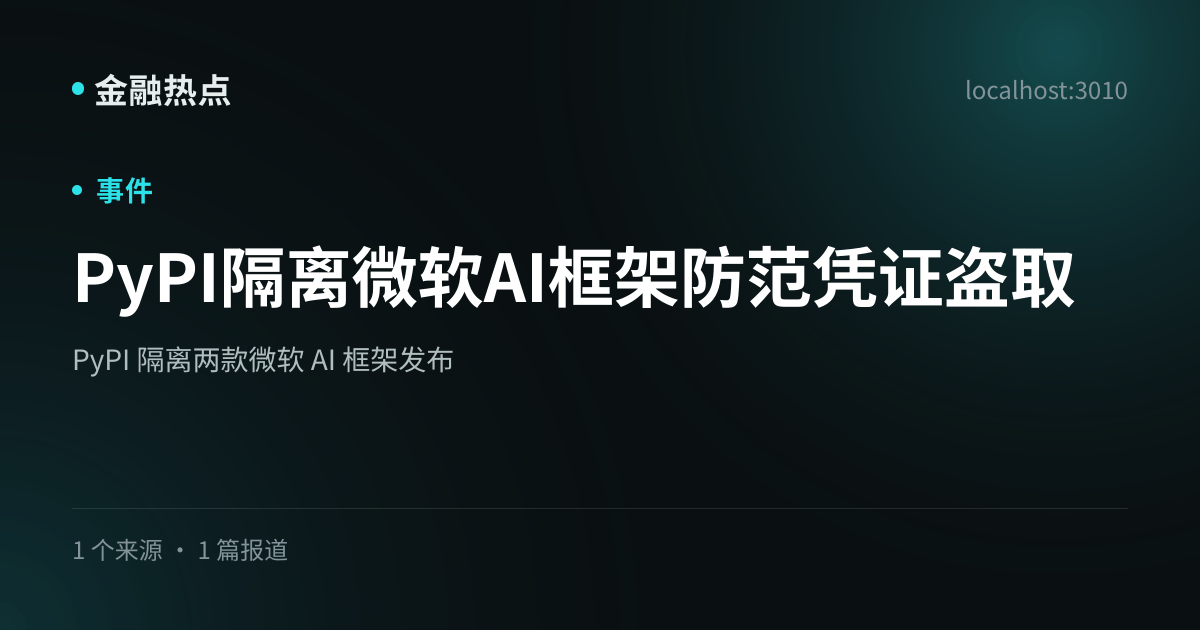 金融热点
localhost:3010
事件
PyPI隔离微软AI框架防范凭证盗取
PyPI 隔离两款微软 AI 框架发布
1 个来源 • 1 篇报道